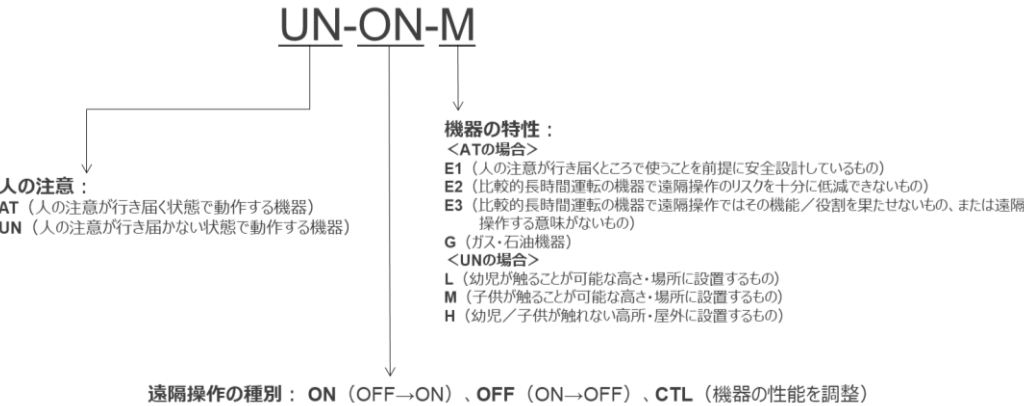 UN-ON-M
人の注意：
AT（人の注意が行き届く状態で動作する機器）
UN（人の注意が行き届かない状態で動作する機器）
機器の特性：
＜ATの場合＞
E1（人の注意が行き届くところで使うことを前提に安全設計しているもの）
E2（比較的長時間運転の機器で遠隔操作のリスクを十分に低減できないもの）
E3（比較的長時間運転の機器で遠隔操作ではその機能／役割を果たせないもの、または遠隔
操作する意味がないもの）
G（ガス・石油機器）
＜UNの場合＞
L（幼児が触ることが可能な高さ・場所に設置するもの）
M（子供が触ることが可能な高さ・場所に設置するもの）
H（幼児／子供が触れない高所・屋外に設置するもの）
遠隔操作の種別： ON（OFF→ON）、OFF（ON→OFF）、CTL（機器の性能を調整）